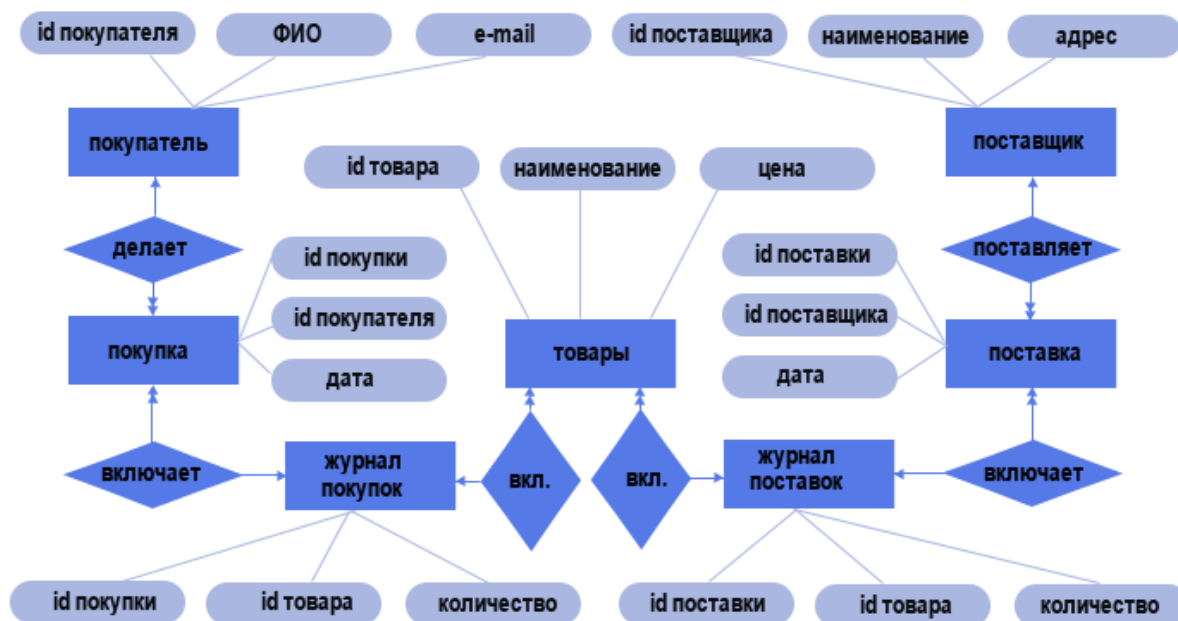 id покупателя
ФИО
e-mail
id поставщика
наименование
адрес
покупатель
поставщик
id товара
наименование
цена
делает
id покупки
id поставки
поставляет
id покупателя
id поставщика
покупка
товары
поставка
дата
дата
включает
журнал
покупок
вкл.
вкл.
журнал
поставок
включает
id покупки
id товара
количество
id поставки
id товара
количество